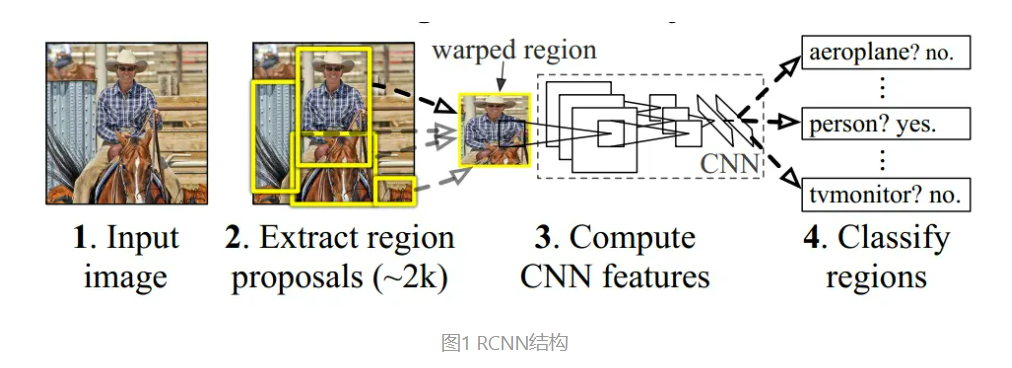 warped region
aeroplane? no.
⋮
person? yes.
⋮
tvmonitor? no.
CNN
1. Input
image
2. Extract region
proposals (~2k)
3. Compute
CNN features
4. Classify
regions
图1 RCNN结构